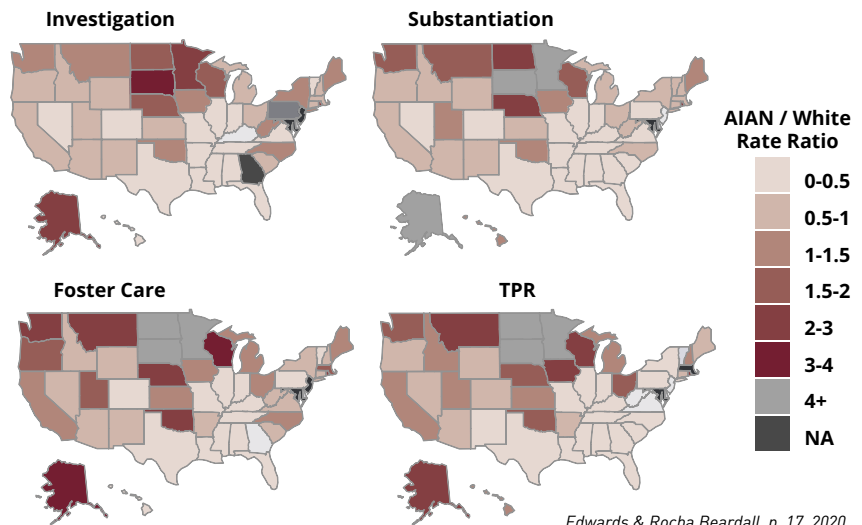 Investigation
Substantiation
AIAN / White
Rate Ratio
0-0.5
0.5-1
1-1.5
1.5-2
2-3
3-4
4+
NA
Foster Care
TPR
Edwards & Rocha Beardall, p. 17, 2020